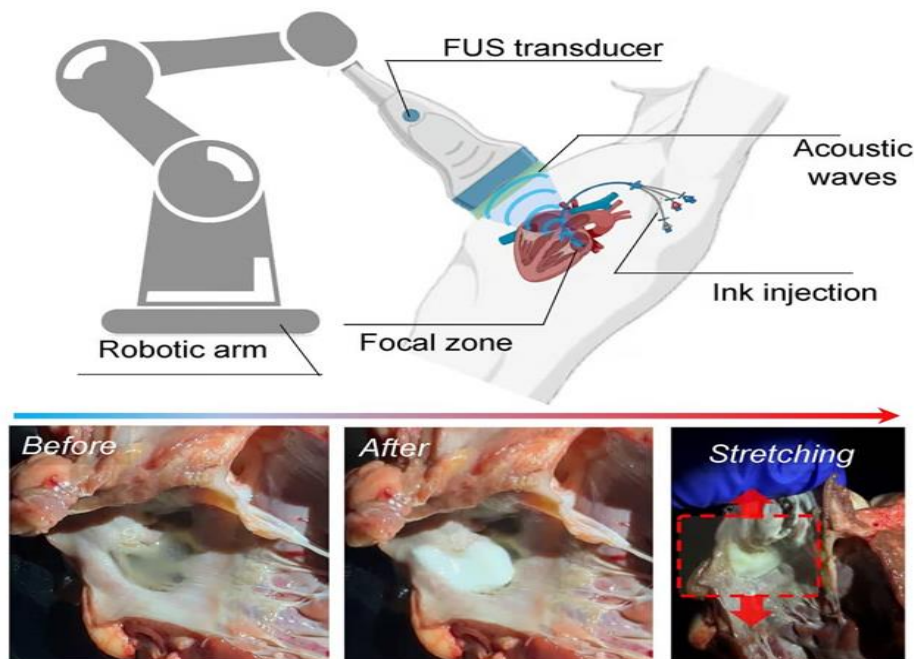 FUS transducer
Acoustic
waves
Ink injection
Focal zone
Robotic arm
Before
After
Stretching